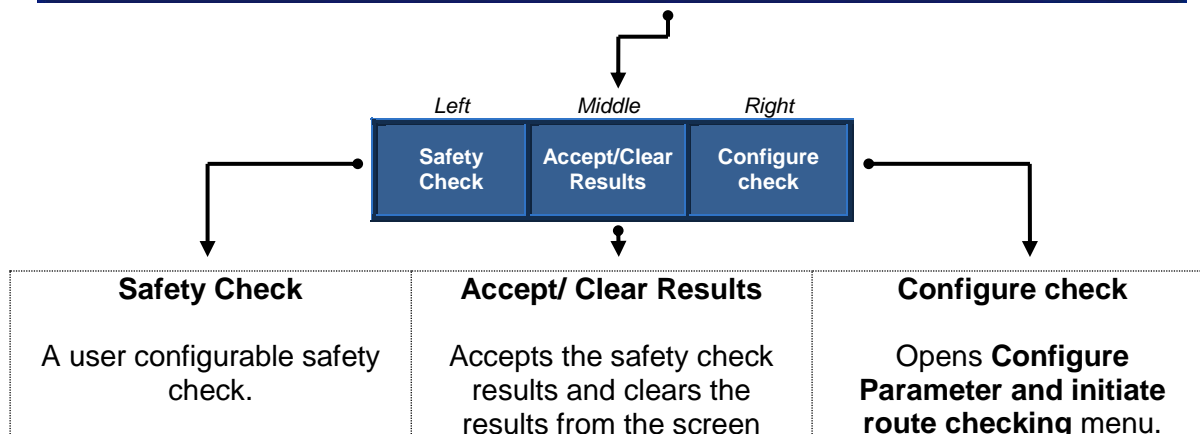 Left Middle Right
Safety Check
Accept/Clear Results
Configure check
Safety Check
A user configurable safety
check.
Accept/ Clear Results
Accepts the safety check
results and clears the
results from the screen
Configure check
Opens Configure
Parameter and initiate
route checking menu.